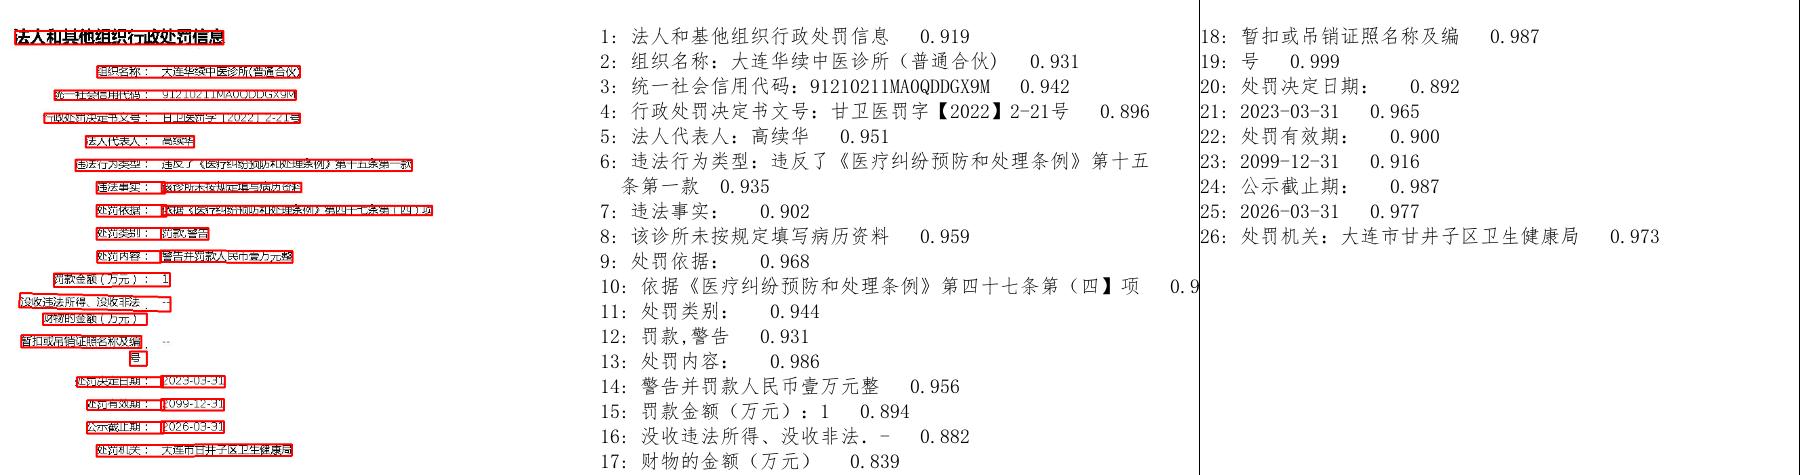 法人和其他组织行政处罚信息
组织名称： 大连华续中医诊所(普通合伙)
统一社会信用代码： 91210211MA0QDDGX9M
行政处罚决定书文号： 甘卫医罚字【2022】2-21号
法人代表人： 高续华
违法行为类型： 违反了《医疗纠纷预防和处理条例》第十五条第一款
违法事实： 该诊所未按规定填写病历资料
处罚依据： 依据《医疗纠纷预防和处理条例》第四十七条第（四）项
处罚类别： 罚款,警告
处罚内容： 警告并罚款人民币壹万元整
罚款金额（万元）： 1
没收违法所得、没收非法 --
财物的金额（万元）：
暂扣或吊销证照名称及编 --
号：
处罚决定日期： 2023-03-31
处罚有效期： 2099-12-31
公示截止期： 2026-03-31
处罚机关： 大连市甘井子区卫生健康局
1: 法人和基他组织行政处罚信息 0.919
2: 组织名称：大连华续中医诊所（普通合伙） 0.931
3: 统一社会信用代码：91210211MA0QDDGX9M 0.942
4: 行政处罚决定书文号：甘卫医罚字【2022】2-21号 0.896
5: 法人代表人：高续华 0.951
6: 违法行为类型：违反了《医疗纠纷预防和处理条例》第十五
条第一款 0.935
7: 违法事实： 0.902
8: 该诊所未按规定填写病历资料 0.959
9: 处罚依据： 0.968
10: 依据《医疗纠纷预防和处理条例》第四十七条第（四】项 0.9
11: 处罚类别： 0.944
12: 罚款,警告 0.931
13: 处罚内容： 0.986
14: 警告并罚款人民币壹万元整 0.956
15: 罚款金额（万元）：1 0.894
16: 没收违法所得、没收非法．- 0.882
17: 财物的金额（万元） 0.839
18: 暂扣或吊销证照名称及编 0.987
19: 号 0.999
20: 处罚决定日期： 0.892
21: 2023-03-31 0.965
22: 处罚有效期： 0.900
23: 2099-12-31 0.916
24: 公示截止期： 0.987
25: 2026-03-31 0.977
26: 处罚机关：大连市甘井子区卫生健康局 0.973